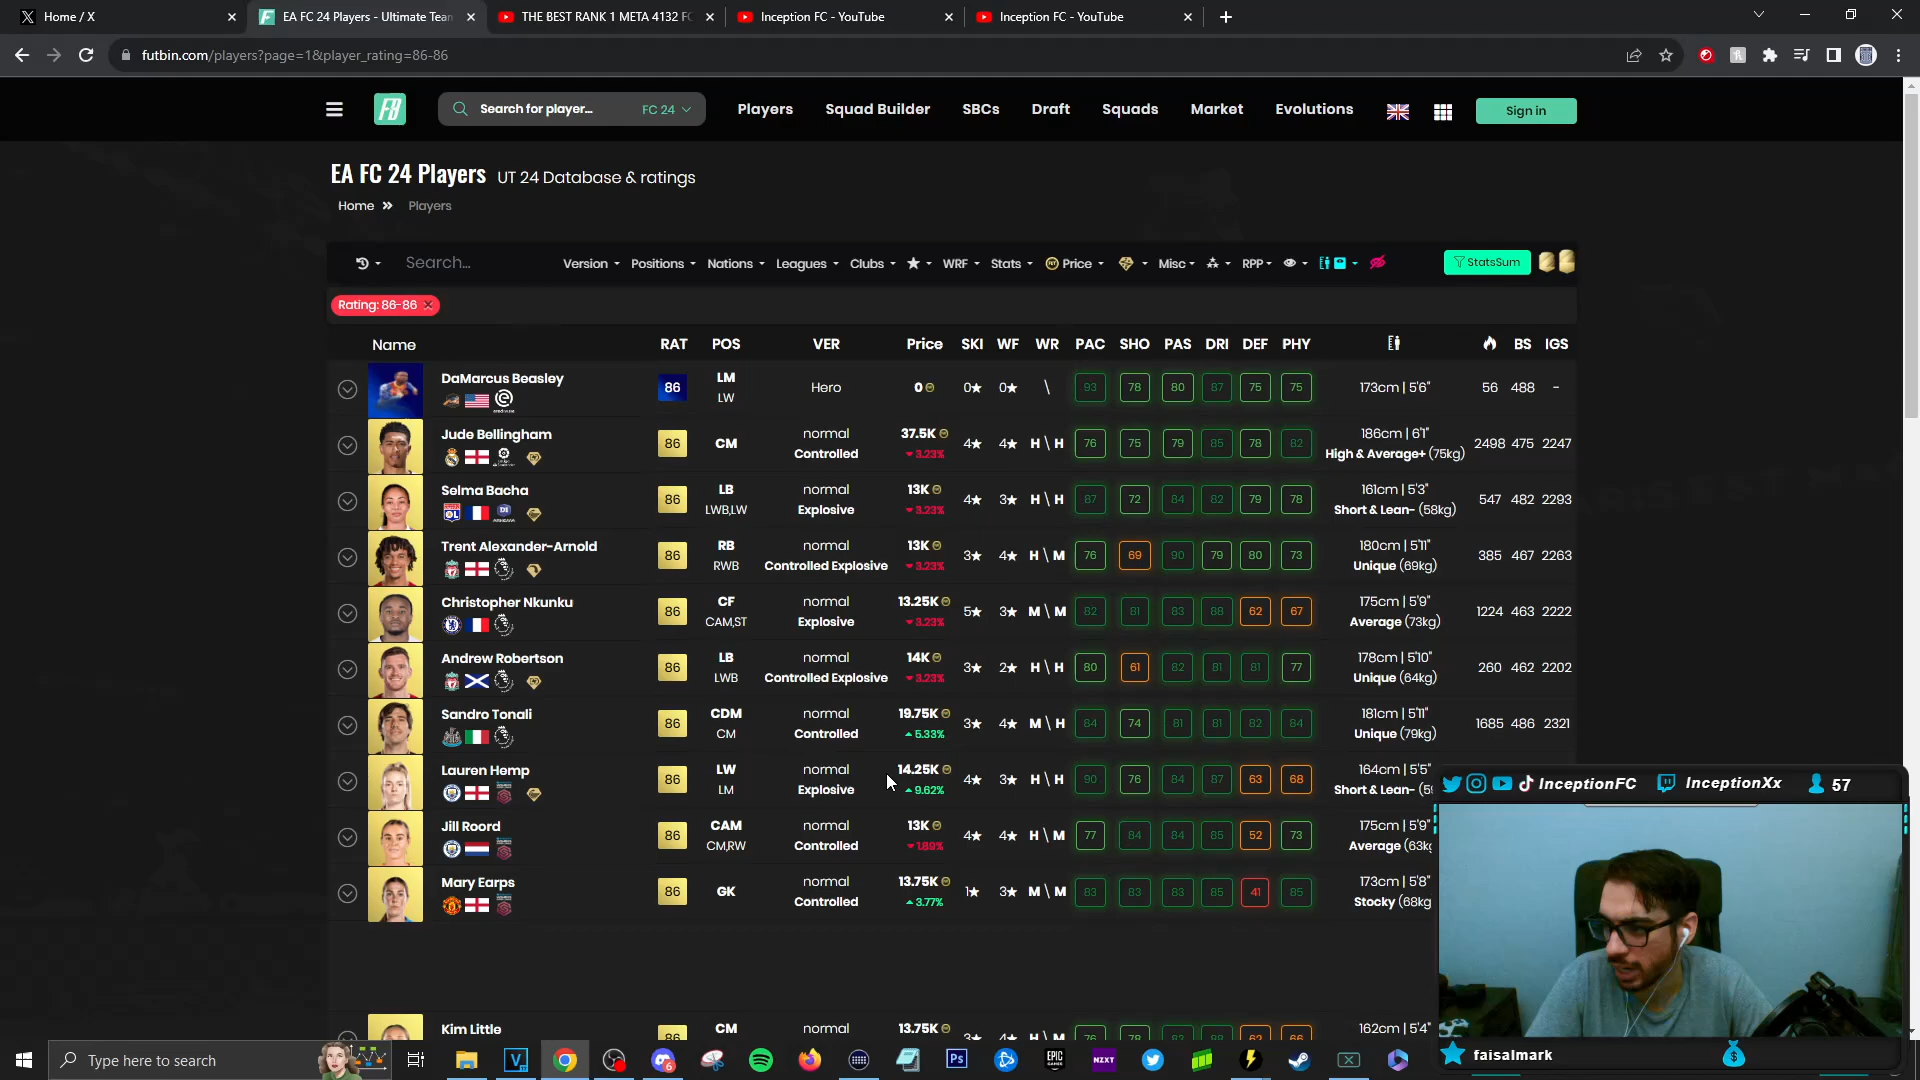 Home / X
EA FC 24 Players - Ultimate Team
THE BEST RANK 1 META 4132 FC
Inception FC - YouTube
Inception FC - YouTube
futbin.com/players?page=1&player_rating=86-86
FB
Search for player...
FC 24
Players
Squad Builder
SBCs
Draft
Squads
Market
Evolutions
Sign in
EA FC 24 Players UT 24 Database & ratings
Home » Players
Search...
Version
Positions
Nations
Leagues
Clubs
WRF
Stats
Price
Misc
RPP
StatsSum
Rating: 86-86
Name RAT POS VER Price SKI WF WR PAC SHO PAS DRI DEF PHY BS IGS
DaMarcus Beasley 86 LM Hero 0 0★ 0★ \ 93 78 80 87 75 75 173cm | 5'6" 56 488 -
LW
Jude Bellingham 86 CM normal 37.5K 4★ 4★ H \ H 76 75 79 85 78 82 186cm | 6'1" 2498 475 2247
Controlled 3.23% High & Average+ (75kg)
Selma Bacha 86 LB normal 13K 4★ 3★ H \ H 87 72 84 82 79 78 161cm | 5'3" 547 482 2293
LWB,LW Explosive 3.23% Short & Lean- (58kg)
Trent Alexander-Arnold 86 RB normal 13K 3★ 4★ H \ M 76 69 90 79 80 73 180cm | 5'11" 385 467 2263
RWB Controlled Explosive 3.23% Unique (69kg)
Christopher Nkunku 86 CF normal 13.25K 5★ 3★ M \ M 82 81 83 88 62 67 175cm | 5'9" 1224 463 2222
CAM,ST Explosive 3.23% Average (73kg)
Andrew Robertson 86 LB normal 14K 3★ 2★ H \ H 80 61 82 81 81 77 178cm | 5'10" 260 462 2202
LWB Controlled Explosive 3.23% Unique (64kg)
Sandro Tonali 86 CDM normal 19.75K 3★ 4★ M \ H 84 74 81 81 82 84 181cm | 5'11" 1685 486 2321
CM Controlled 5.33% Unique (79kg)
Lauren Hemp 86 LW normal 14.25K 4★ 3★ H \ H 90 76 84 87 63 68 164cm | 5'5"
LM Explosive 9.62% Short & Lean-
Jill Roord 86 CAM normal 13K 4★ 4★ H \ M 77 84 84 85 52 73 175cm | 5'9"
CM,RW Controlled 1.89% Average (63kg
Mary Earps 86 GK normal 13.75K 1★ 3★ M \ M 83 83 83 85 41 85 173cm | 5'8"
Controlled 3.77% Stocky (68kg
Kim Little 86 CM normal 13.75K 3★ 4★ H \ M 76 78 62 66 162cm | 5'4"
InceptionFC
InceptionXx
57
faisalmark
Type here to search
V
Ps
EPIC GAMES
NZXT